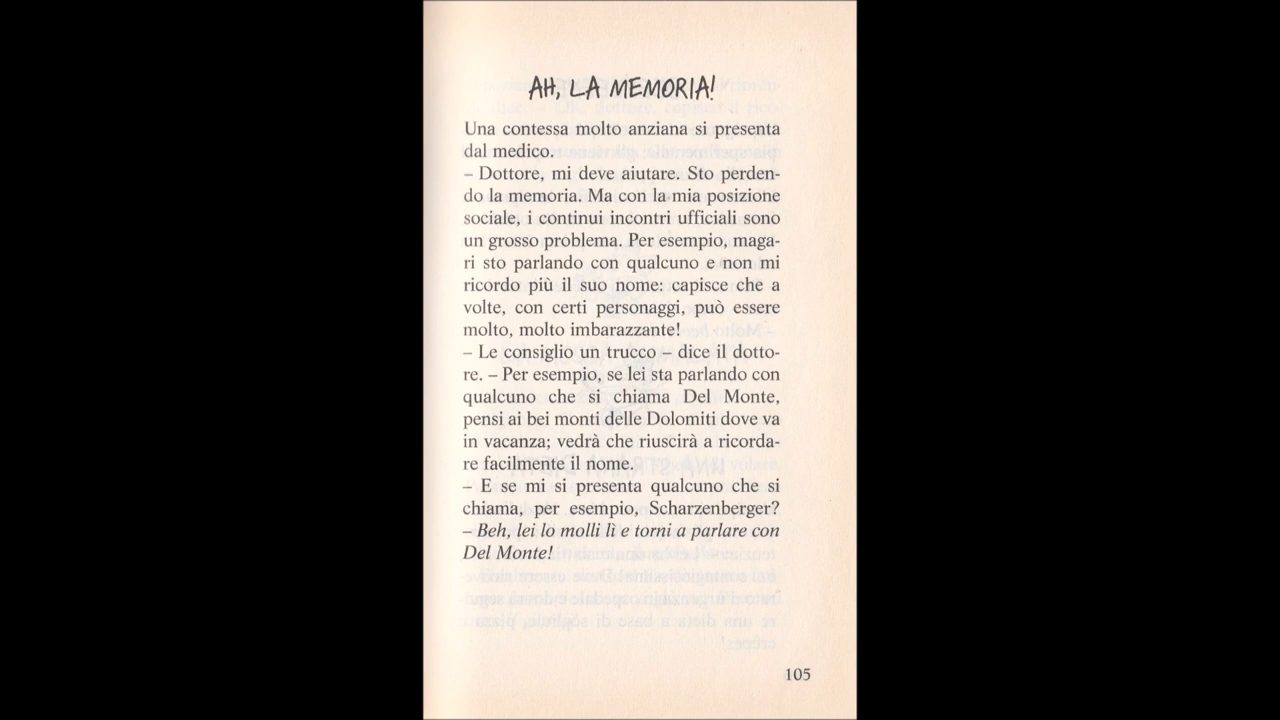 AH, LA MEMORIA!
Una contessa molto anziana si presenta
dal medico.
– Dottore, mi deve aiutare. Sto perden-
do la memoria. Ma con la mia posizione
sociale, i continui incontri ufficiali sono
un grosso problema. Per esempio, maga-
ri sto parlando con qualcuno e non mi
ricordo più il suo nome: capisce che a
volte, con certi personaggi, può essere
molto, molto imbarazzante!
– Le consiglio un trucco – dice il dotto-
re. – Per esempio, se lei sta parlando con
qualcuno che si chiama Del Monte,
pensi ai bei monti delle Dolomiti dove va
in vacanza; vedrà che riuscirà a ricorda-
re facilmente il nome.
– E se mi si presenta qualcuno che si
chiama, per esempio, Scharzenberger?
– Beh, lei lo molli lì e torni a parlare con
Del Monte!
105